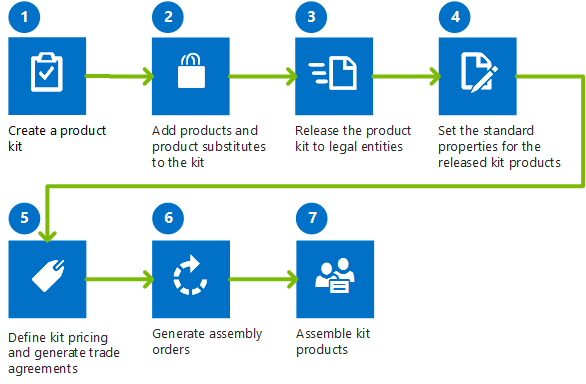 1
2
3
4
Create a product
kit
Add products and
product substitutes
to the kit
Release the product
kit to legal entities
Set the standard
properties for the
released kit products
5
6
7
Define kit pricing
and generate trade
agreements
Generate assembly
orders
Assemble kit
products